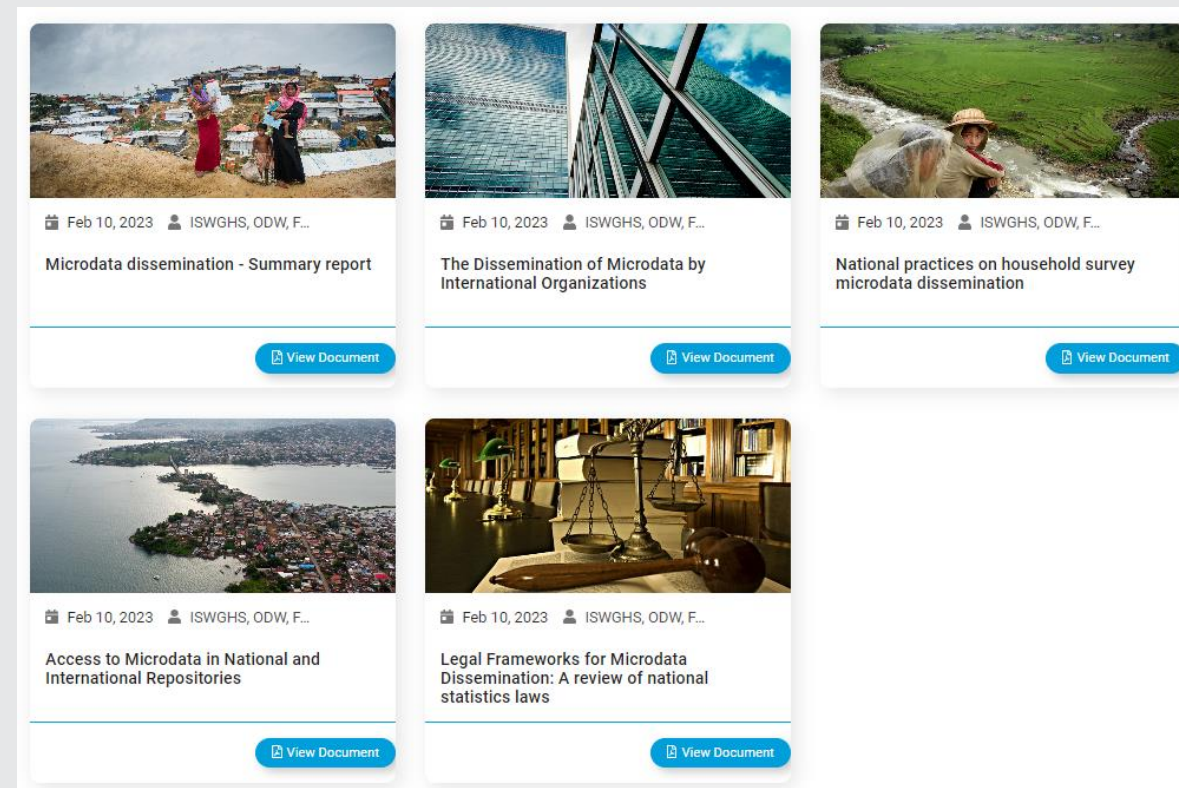 Feb 10, 2023 ISWGHS, ODW, F...
Microdata dissemination - Summary report
View Document
Feb 10, 2023 ISWGHS, ODW, F...
The Dissemination of Microdata by
International Organizations
View Document
Feb 10, 2023 ISWGHS, ODW, F...
National practices on household survey
microdata dissemination
View Document
Feb 10, 2023 ISWGHS, ODW, F...
Access to Microdata in National and
International Repositories
View Document
Feb 10, 2023 ISWGHS, ODW, F...
Legal Frameworks for Microdata
Dissemination: A review of national
statistics laws
View Document